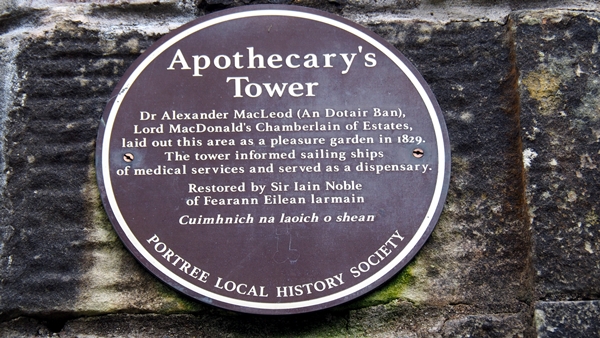 Apothecary's
Tower
Dr Alexander MacLeod (An Dotair Ban),
Lord MacDonald's Chamberlain of Estates,
laid out this area as a pleasure garden in 1829.
The tower informed sailing ships
of medical services and served as a dispensary.
Restored by Sir Iain Noble
of Fearann Eilean Iarmain
Cuimhnich na laoich o shean
PORTREE LOCAL HISTORY SOCIETY